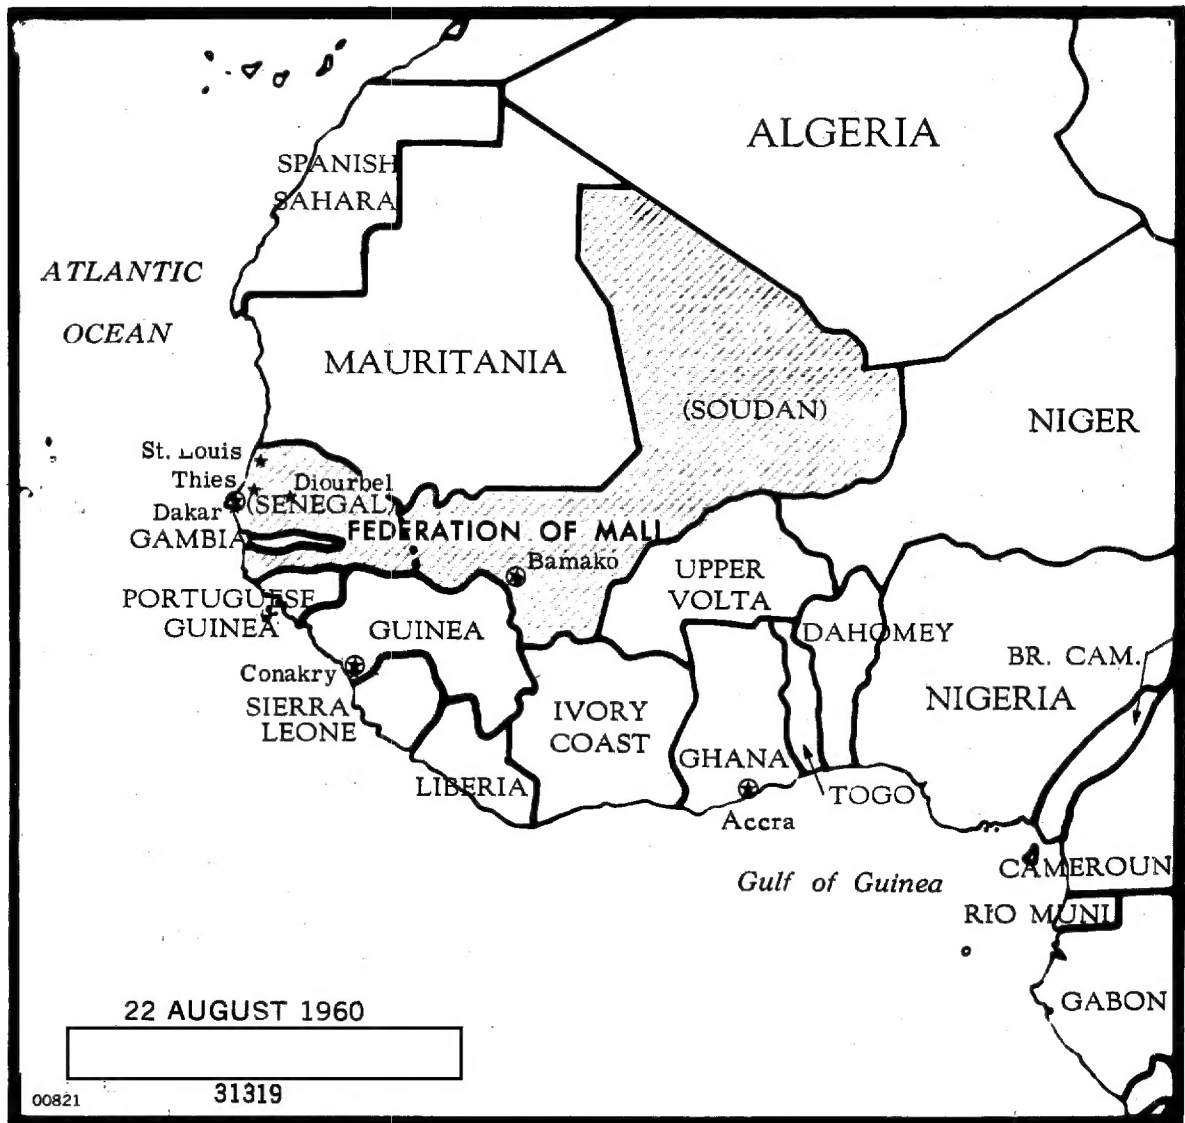 ALGERIA
SPANISH
SAHARA
ATLANTIC
OCEAN
MAURITANIA
(SOUDAN)
NIGER
St. Louis
Thies
Diourbel
Dakar
(SENEGAL)
GAMBIA
FEDERATION OF MALI
Bamako
UPPER
VOLTA
PORTUGUESE
GUINEA
GUINEA
DAHOMEY
BR. CAM.
Conakry
NIGERIA
SIERRA
LEONE
IVORY
COAST
GHANA
LIBERIA
TOGO
Accra
CAMEROUN
Gulf of Guinea
RIO MUNI
GABON
22 AUGUST 1960
31319
00821